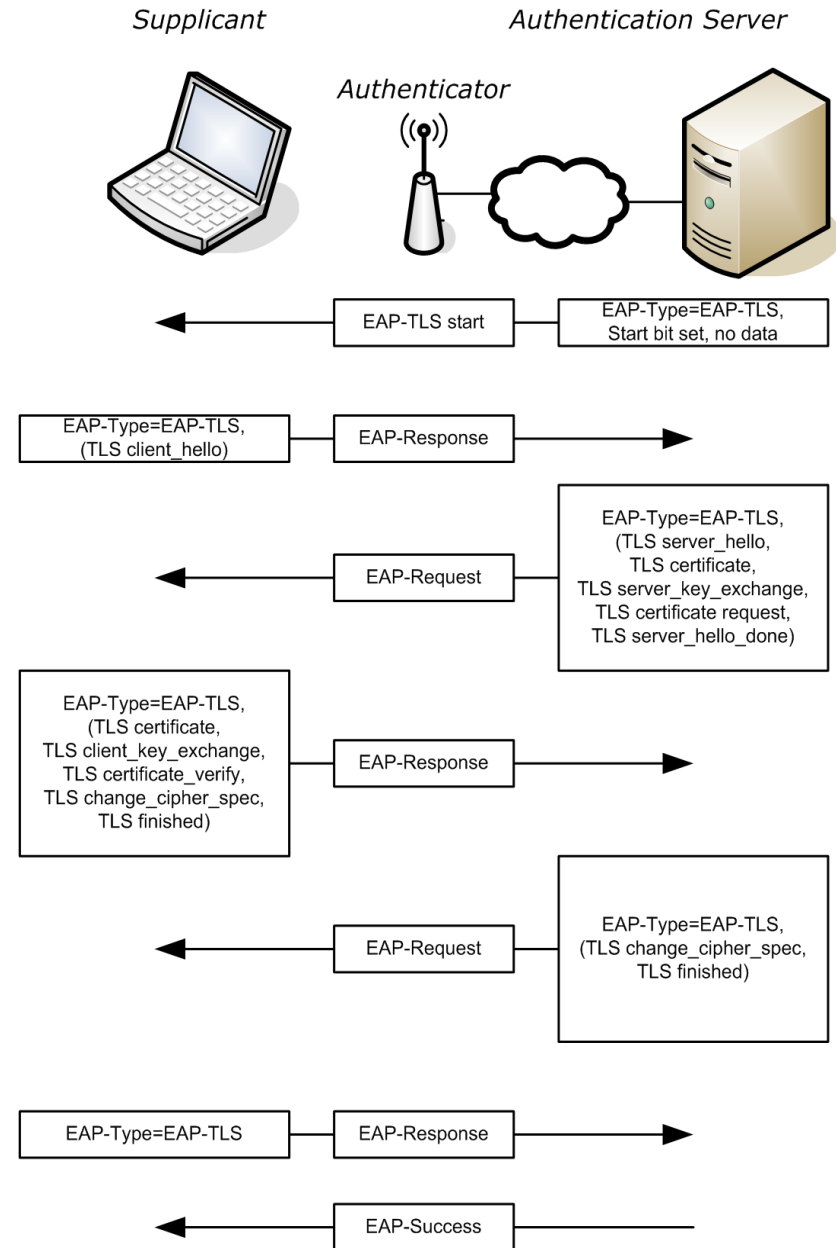 Supplicant
Authentication Server
Authenticator
EAP-TLS start
EAP-Type=EAP-TLS,
Start bit set, no data
EAP-Type=EAP-TLS,
(TLS client_hello)
EAP-Response
EAP-Request
EAP-Type=EAP-TLS,
(TLS server_hello,
TLS certificate,
TLS server_key_exchange,
TLS certificate request,
TLS server_hello_done)
EAP-Type=EAP-TLS,
(TLS certificate,
TLS client_key_exchange,
TLS certificate_verify,
TLS change_cipher_spec,
TLS finished)
EAP-Response
EAP-Request
EAP-Type=EAP-TLS,
(TLS change_cipher_spec,
TLS finished)
EAP-Type=EAP-TLS
EAP-Response
EAP-Success